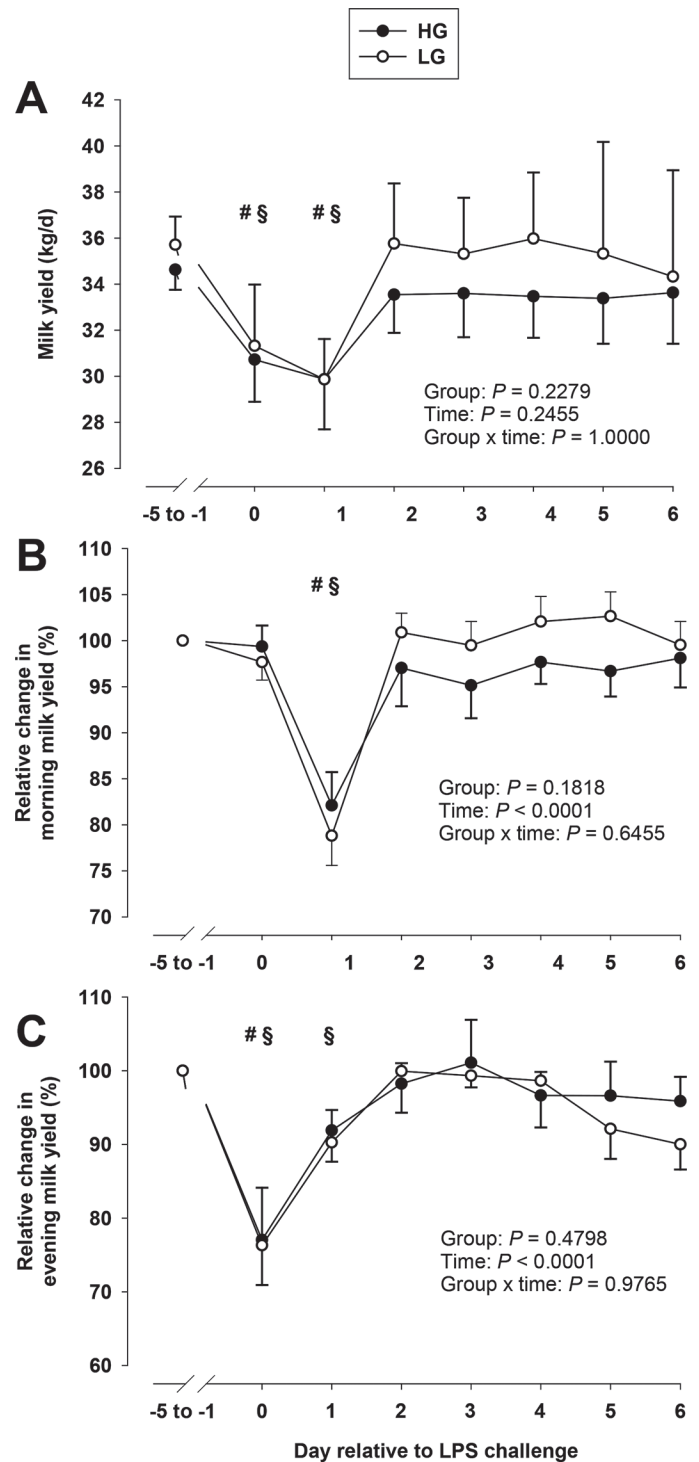 HG
LG
A
42
40
38
36
34
32
30
28
26
Milk yield (kg/d)
# §
# §
Group: P = 0.2279
Time: P = 0.2455
Group x time: P = 1.0000
-5 to -1
0
1
2
3
4
5
6
B
110
105
100
95
90
85
80
75
70
Relative change in
morning milk yield (%)
# §
Group: P = 0.1818
Time: P < 0.0001
Group x time: P = 0.6455
-5 to -1
0
1
2
3
4
5
6
C
110
100
90
80
70
60
Relative change in
evening milk yield (%)
# §
§
Group: P = 0.4798
Time: P < 0.0001
Group x time: P = 0.9765
-5 to -1
0
1
2
3
4
5
6
Day relative to LPS challenge